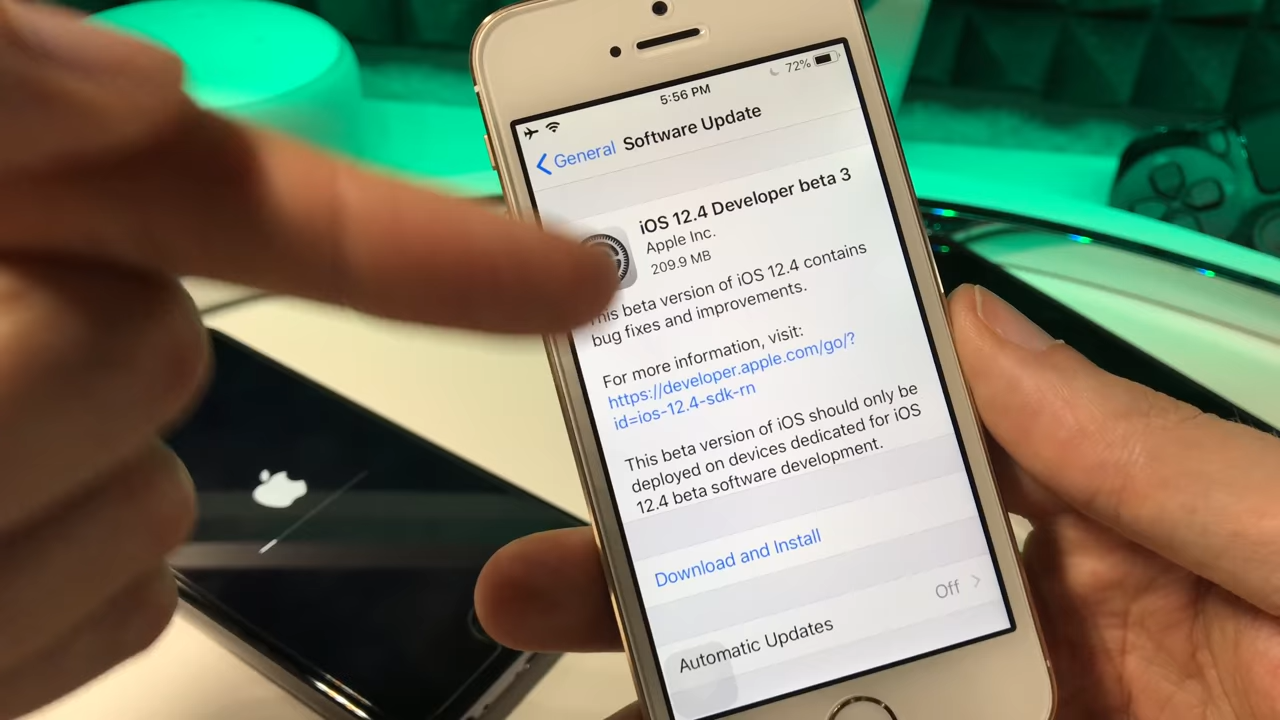 72%
5:56 PM
General Software Update
iOS 12.4 Developer beta 3
Apple Inc.
209.9 MB
This beta version of iOS 12.4 contains
bug fixes and improvements.
For more information, visit:
https://developer.apple.com/go/?
id=ios-12.4-sdk-rn
This beta version of iOS should only be
deployed on devices dedicated for iOS
12.4 beta software development.
Download and Install
Automatic Updates Off